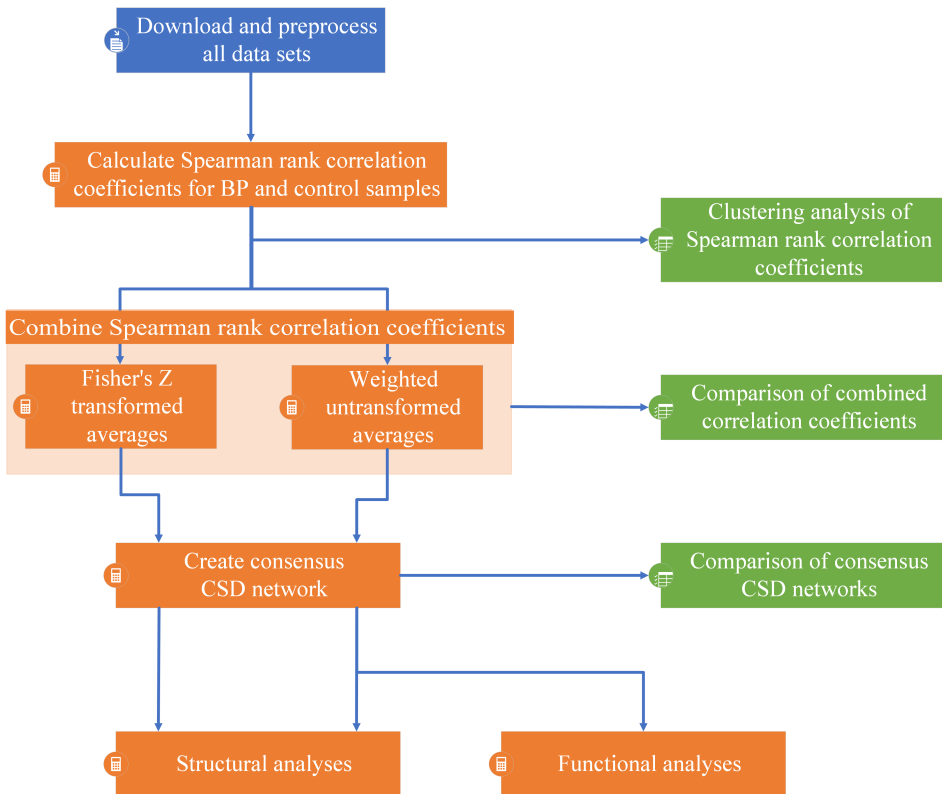 Download and preprocess
all data sets
Calculate Spearman rank correlation
coefficients for BP and control samples
Clustering analysis of
Spearman rank correlation
coefficients
Combine Spearman rank correlation coefficients
Fisher's Z
transformed
averages
Weighted
untransformed
averages
Comparison of combined
correlation coefficients
Create consensus
CSD network
Comparison of consensus
CSD networks
Structural analyses
Functional analyses